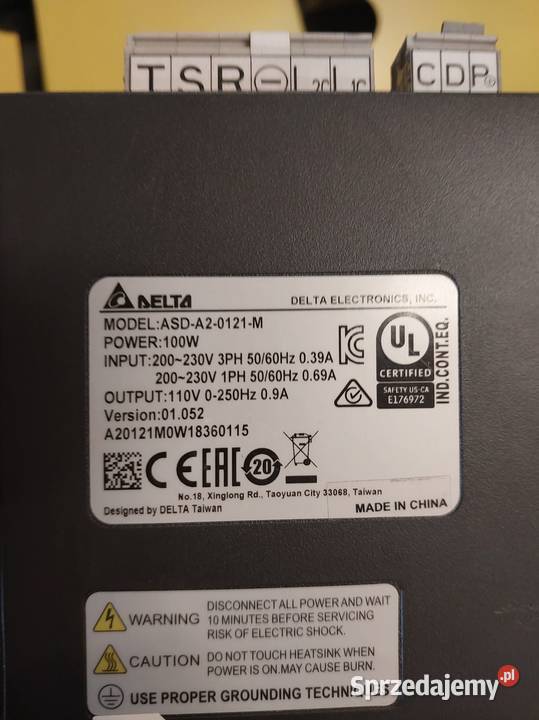 T S R L2C L1C C D P⊕
DELTA
DELTA ELECTRONICS, INC.
MODEL:ASD-A2-0121-M
POWER:100W
INPUT:200~230V 3PH 50/60Hz 0.39A
200~230V 1PH 50/60Hz 0.69A
OUTPUT:110V 0-250Hz 0.9A
Version:01.052
A20121M0W18360115
UL
CERTIFIED
SAFETY US-CA
E176972
IND.CONT.EQ.
CE EAC 20
No.18, Xinglong Rd., Taoyuan City 33068, Taiwan
Designed by DELTA Taiwan
MADE IN CHINA
WARNING
DISCONNECT ALL POWER AND WAIT
10 MINUTES BEFORE SERVICING
RISK OF ELECTRIC SHOCK.
CAUTION
DO NOT TOUCH HEATSINK WHEN
POWER IS ON.MAY CAUSE BURN.
USE PROPER GROUNDING TECHNIQUES
Sprzedajemy.pl